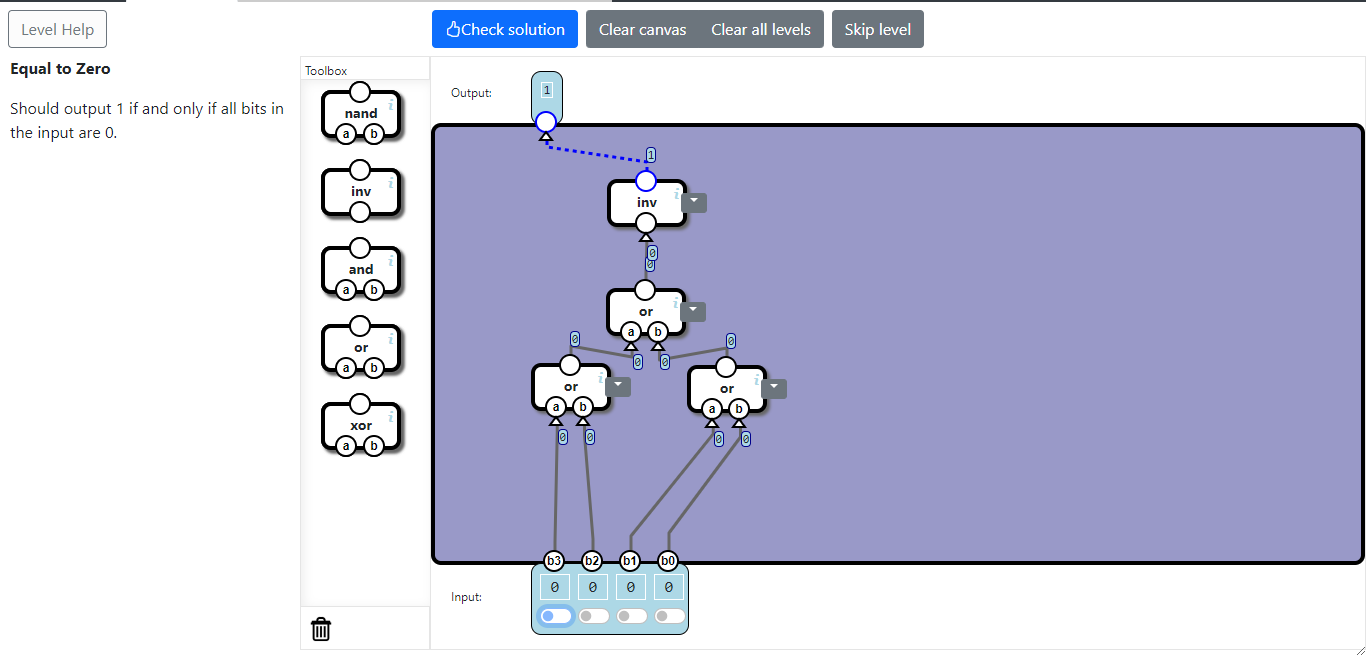 Level Help
Check solution
Clear canvas
Clear all levels
Skip level
Equal to Zero
Should output 1 if and only if all bits in
the input are 0.
Toolbox
nand
i
a b
inv
i
and
i
a b
or
i
a b
xor
i
a b
Output:
1
1
inv
i
0
0
or
i
a b
0 0
0 0
or
i
a b
0 0
or
i
a b
0 0
b3 b2 b1 b0
Input:
0 0 0 0